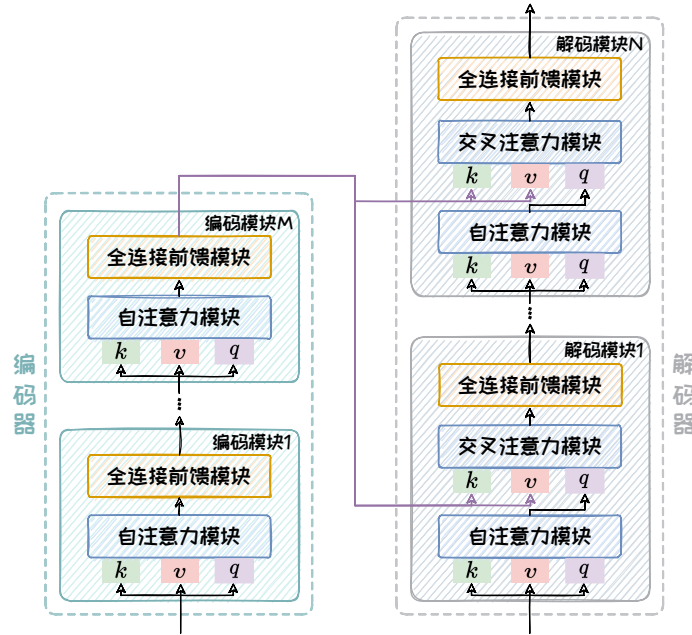 解码模块N
全连接前馈模块
交叉注意力模块
k v q
自注意力模块
k v q
...
解码模块1
全连接前馈模块
交叉注意力模块
k v q
自注意力模块
k v q
解码器
编码模块M
全连接前馈模块
自注意力模块
k v q
...
编码模块1
全连接前馈模块
自注意力模块
k v q
编码器